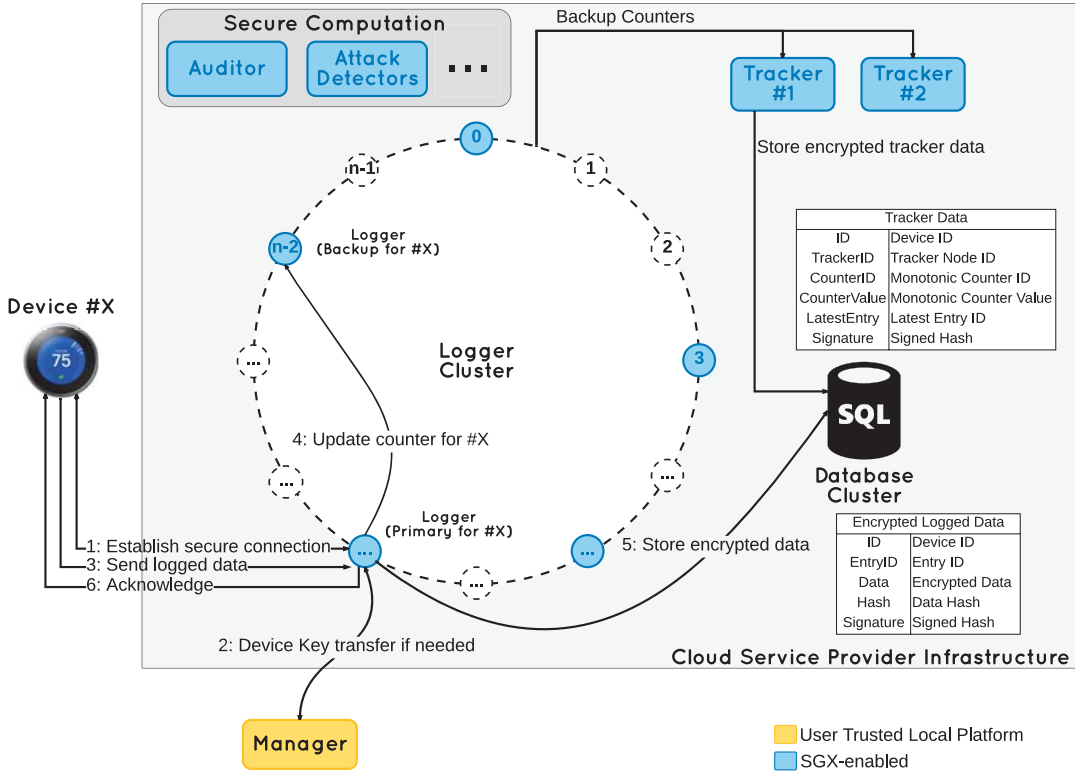 Backup Counters
Secure Computation
Auditor
Attack
Detectors
...
Tracker
#1
Tracker
#2
0
n-1
1
Store encrypted tracker data
Logger
(Backup for #X)
n-2
2
Tracker Data
ID Device ID
TrackerID Tracker Node ID
CounterID Monotonic Counter ID
CounterValue Monotonic Counter Value
LatestEntry Latest Entry ID
Signature Signed Hash
Device #X
75
...
Logger
Cluster
3
SQL
4: Update counter for #X
Database
Cluster
...
...
Logger
(Primary for #X)
Encrypted Logged Data
ID Device ID
EntryID Entry ID
Data Encrypted Data
Hash Data Hash
Signature Signed Hash
1: Establish secure connection
3: Send logged data
6: Acknowledge
...
...
...
5: Store encrypted data
2: Device Key transfer if needed
Cloud Service Provider Infrastructure
Manager
User Trusted Local Platform
SGX-enabled